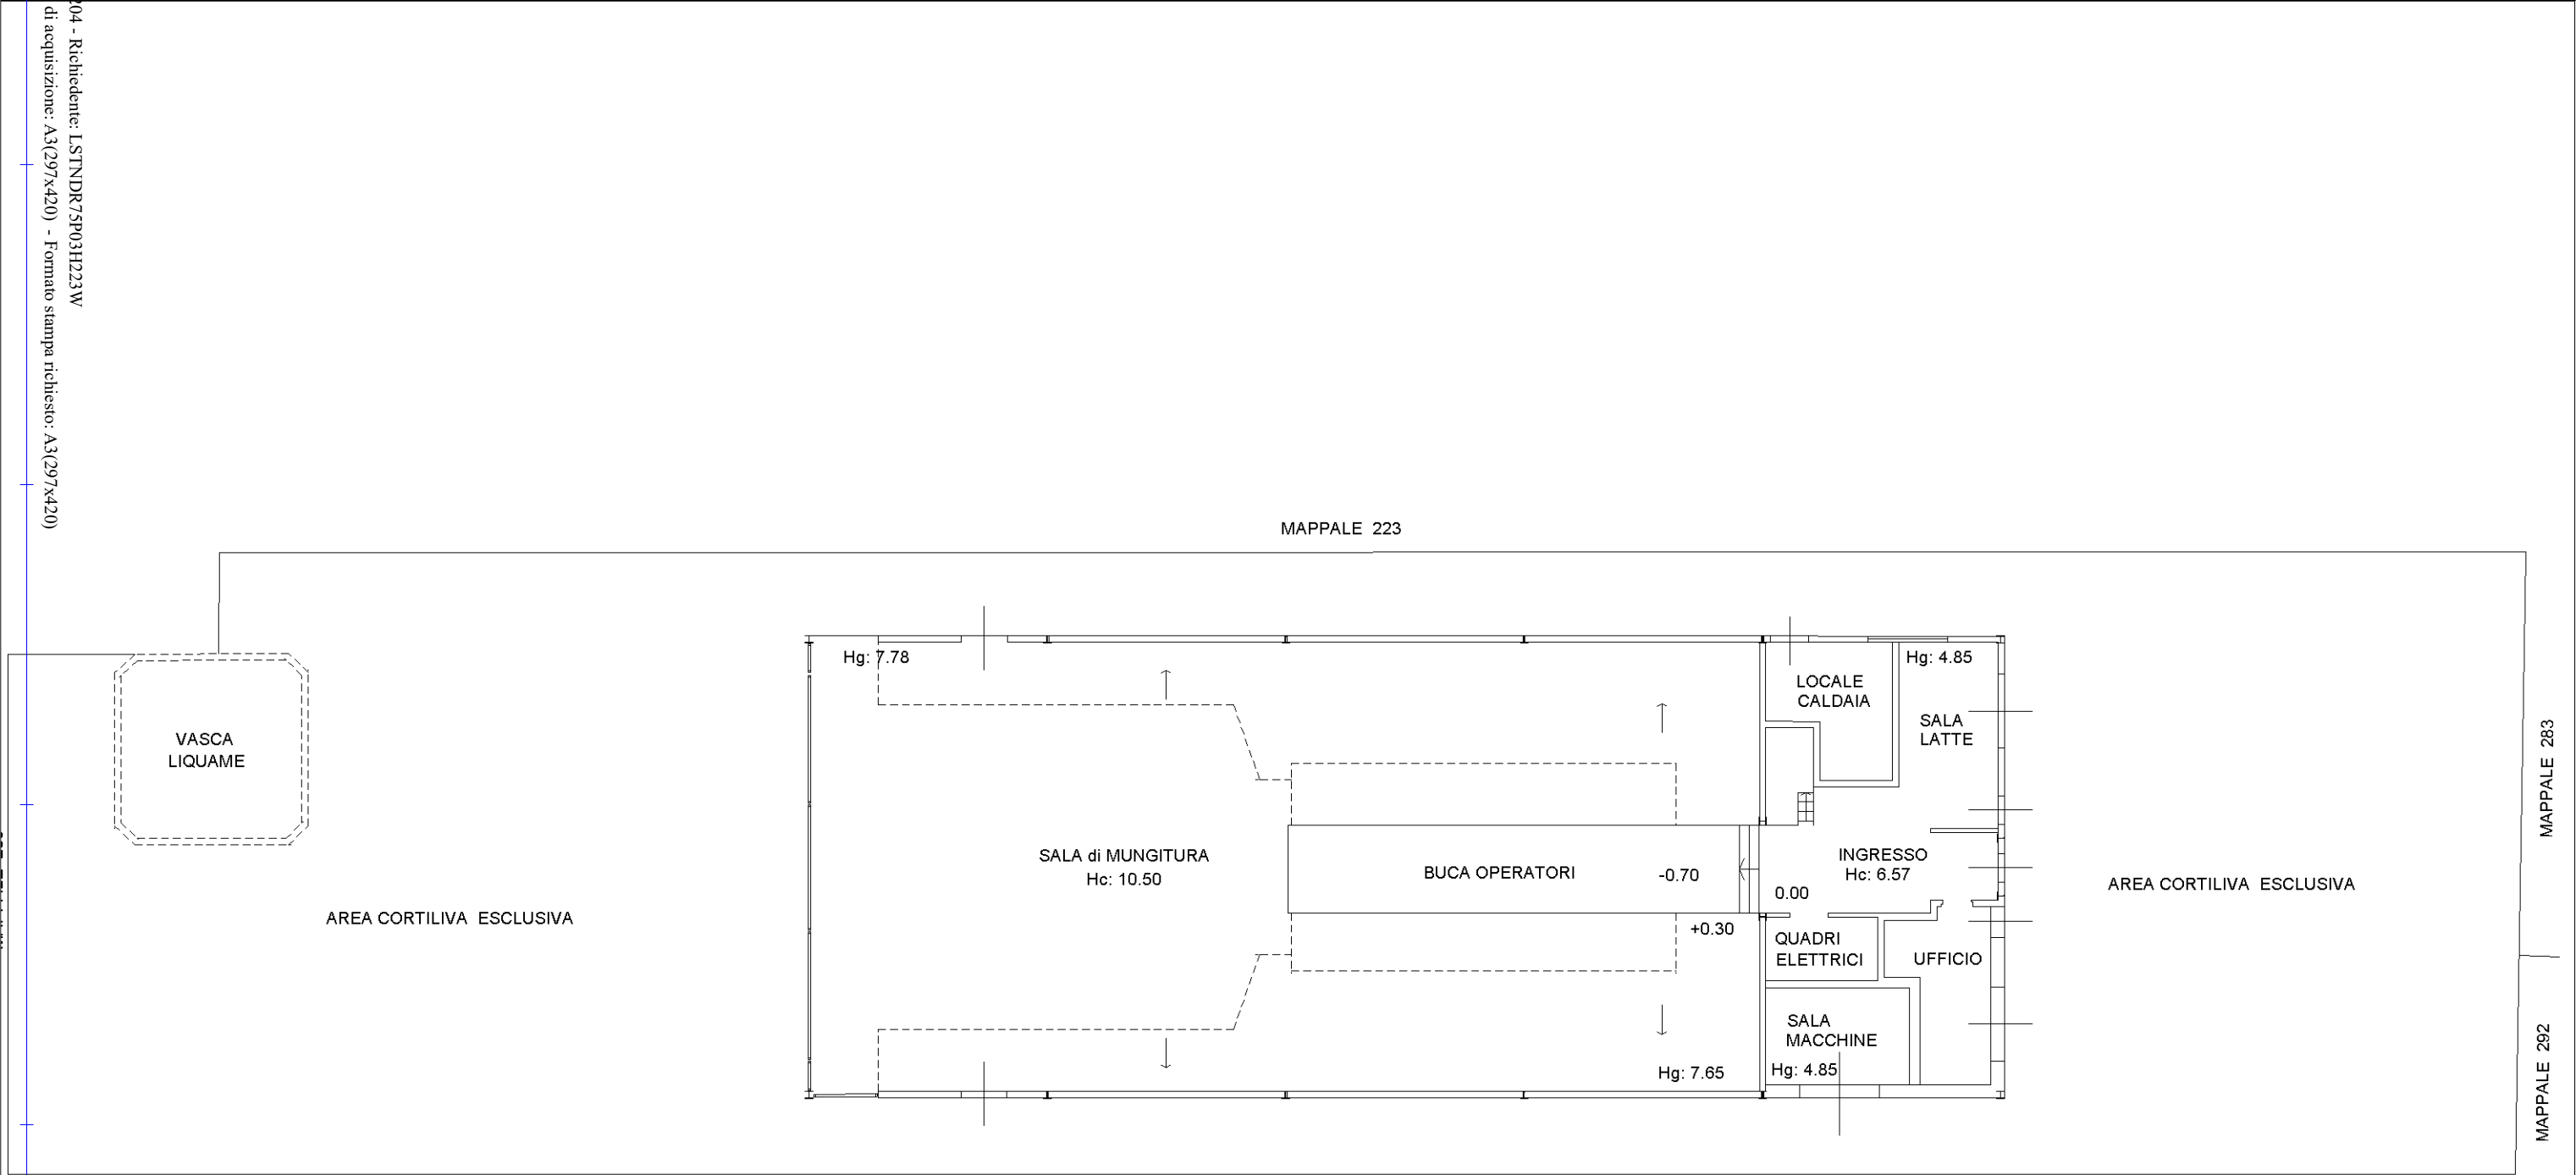 204 - Richiedente: LSTNDR75P03H223W
di acquisizione: A3(297x420) - Formato stampa richiesto: A3(297x420)
MAPPALE 223
Hg: 7.78
Hg: 4.85
LOCALE
CALDAIA
SALA
LATTE
VASCA
LIQUAME
MAPPALE 283
SALA di MUNGITURA
Hc: 10.50
BUCA OPERATORI
-0.70
INGRESSO
Hc: 6.57
0.00
AREA CORTILIVA ESCLUSIVA
AREA CORTILIVA ESCLUSIVA
+0.30
QUADRI
ELETTRICI
UFFICIO
SALA
MACCHINE
Hg: 7.65
Hg: 4.85
MAPPALE 292